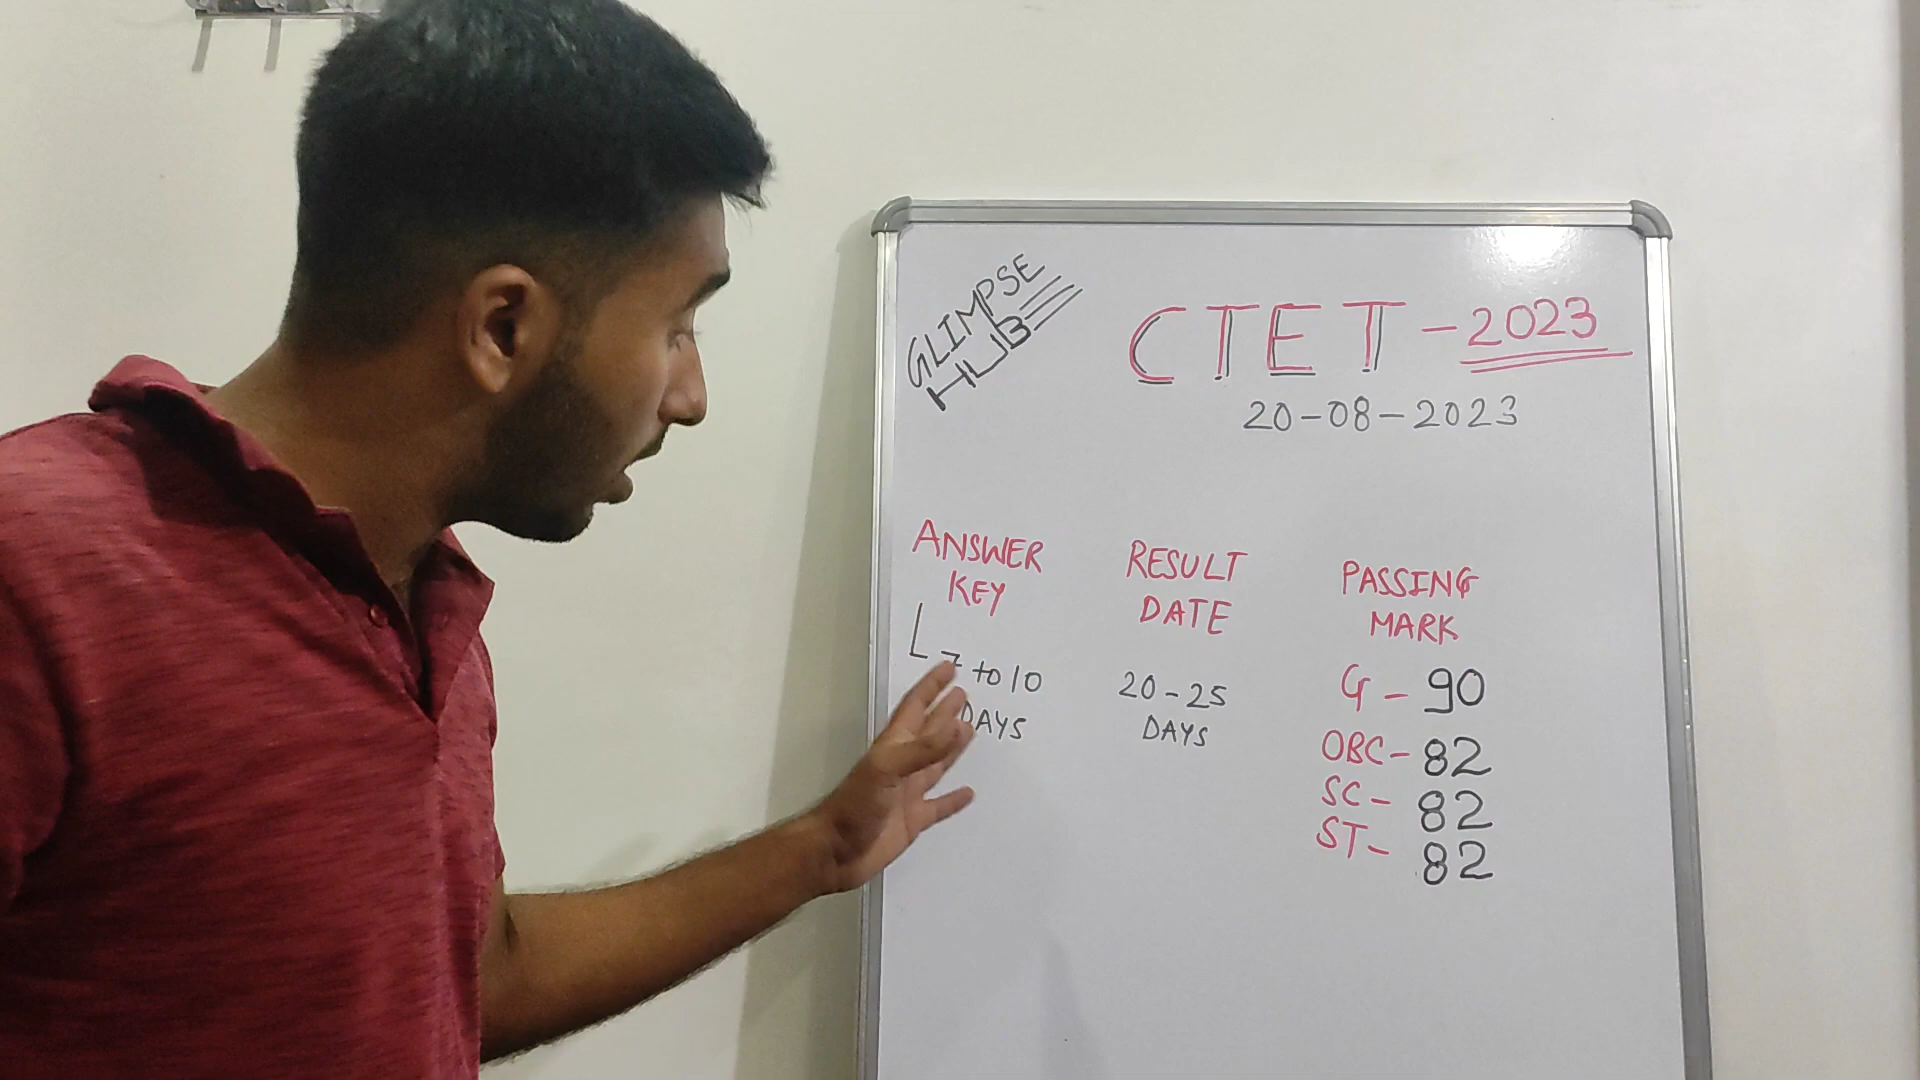 GLIMPSE
HUB
CTET-2023
20-08-2023
ANSWER
KEY
7 to 10
DAYS
RESULT
DATE
20-25
DAYS
PASSING
MARK
G - 90
OBC- 82
SC - 82
ST - 82